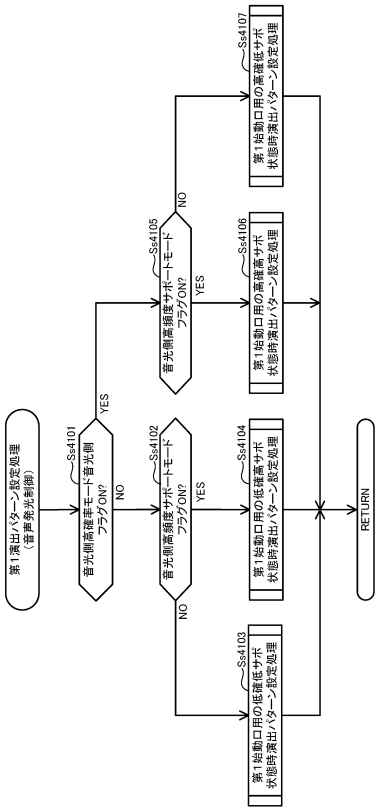 第1演出パターン設定処理
(音声発光制御)
Ss4101
音光側高確率モード音光側
フラグON?
YES
NO
Ss4102
音光側高頻度サポートモード
フラグON?
NO
YES
Ss4105
音光側高頻度サポートモード
フラグON?
NO
YES
Ss4103
第1始動口用の低確低サポ
状態時演出パターン設定処理
Ss4104
第1始動口用の低確高サポ
状態時演出パターン設定処理
Ss4106
第1始動口用の高確高サポ
状態時演出パターン設定処理
Ss4107
第1始動口用の高確低サポ
状態時演出パターン設定処理
RETURN